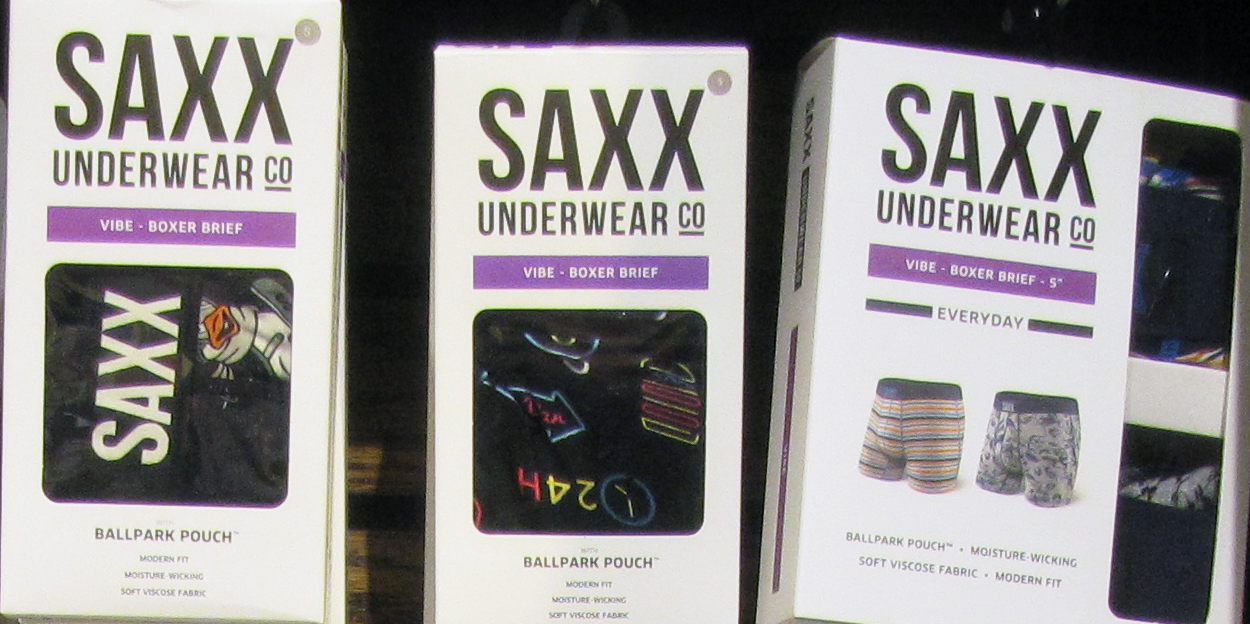 S
SAXX
UNDERWEAR CO
VIBE - BOXER BRIEF
SAXX
WITH
BALLPARK POUCH™
MODERN FIT
MOISTURE-WICKING
SOFT VISCOSE FABRIC
S
SAXX
UNDERWEAR CO
VIBE - BOXER BRIEF
24H
WITH
BALLPARK POUCH™
MODERN FIT
MOISTURE-WICKING
SOFT VISCOSE FABRIC
SAXX
SAXX
UNDERWEAR CO
VIBE - BOXER BRIEF - 5"
EVERYDAY
BALLPARK POUCH™ • MOISTURE-WICKING
SOFT VISCOSE FABRIC • MODERN FIT